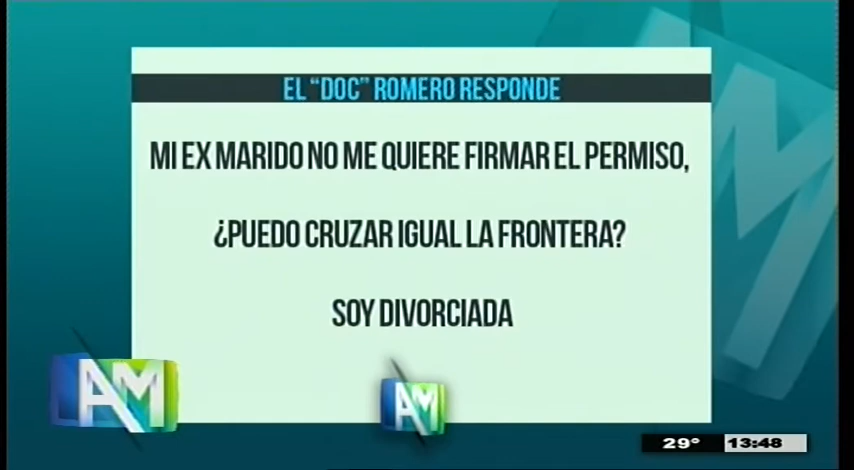 EL “DOC” ROMERO RESPONDE
MI EX MARIDO NO ME QUIERE FIRMAR EL PERMISO,
¿PUEDO CRUZAR IGUAL LA FRONTERA?
SOY DIVORCIADA
AM
AM
AM
29° 13:48